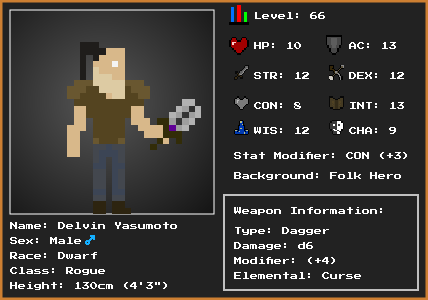 Level: 66
HP: 10 AC: 13
STR: 12 DEX: 12
CON: 8 INT: 13
WIS: 12 CHA: 9
Stat Modifier: CON (+3)
Background: Folk Hero
Name: Delvin Yasumoto
Sex: Male ♂
Race: Dwarf
Class: Rogue
Height: 130cm (4'3")
Weapon Information:
Type: Dagger
Damage: d6
Modifier: (+4)
Elemental: Curse